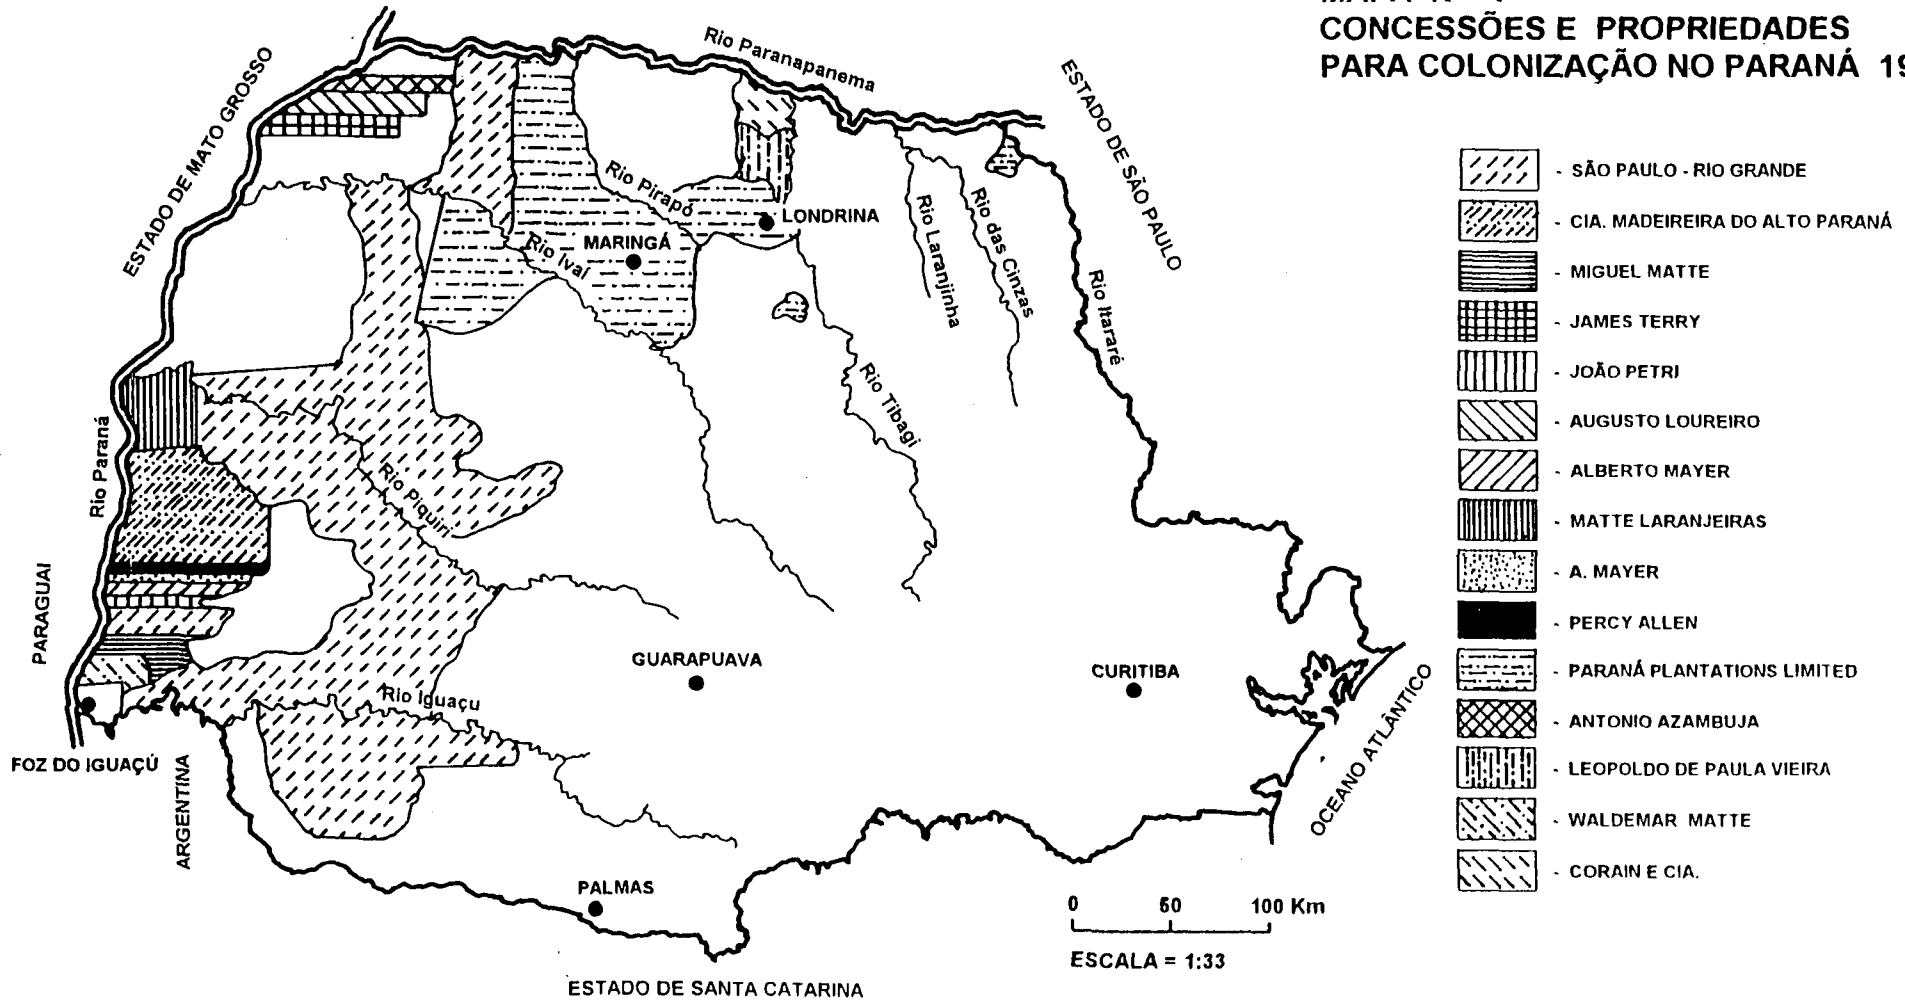 CONCESSÕES E PROPRIEDADES
PARA COLONIZAÇÃO NO PARANÁ 19
Rio Paranapanema
ESTADO DE MATO GROSSO
ESTADO DE SÃO PAULO
Rio Pirapó
LONDRINA
MARINGÁ
Rio Ivaí
Rio Laranjinha
Rio das Cinzas
Rio Itararé
Rio Tibagi
Rio Paraná
Rio Piquiri
PARAGUAI
GUARAPUAVA
CURITIBA
Rio Iguaçu
FOZ DO IGUAÇÚ
ARGENTINA
OCEANO ATLÂNTICO
PALMAS
ESTADO DE SANTA CATARINA
0 50 100 Km
ESCALA = 1:33
- SÃO PAULO - RIO GRANDE
- CIA. MADEIREIRA DO ALTO PARANÁ
- MIGUEL MATTE
- JAMES TERRY
- JOÃO PETRI
- AUGUSTO LOUREIRO
- ALBERTO MAYER
- MATTE LARANJEIRAS
- A. MAYER
- PERCY ALLEN
- PARANÁ PLANTATIONS LIMITED
- ANTONIO AZAMBUJA
- LEOPOLDO DE PAULA VIEIRA
- WALDEMAR MATTE
- CORAIN E CIA.